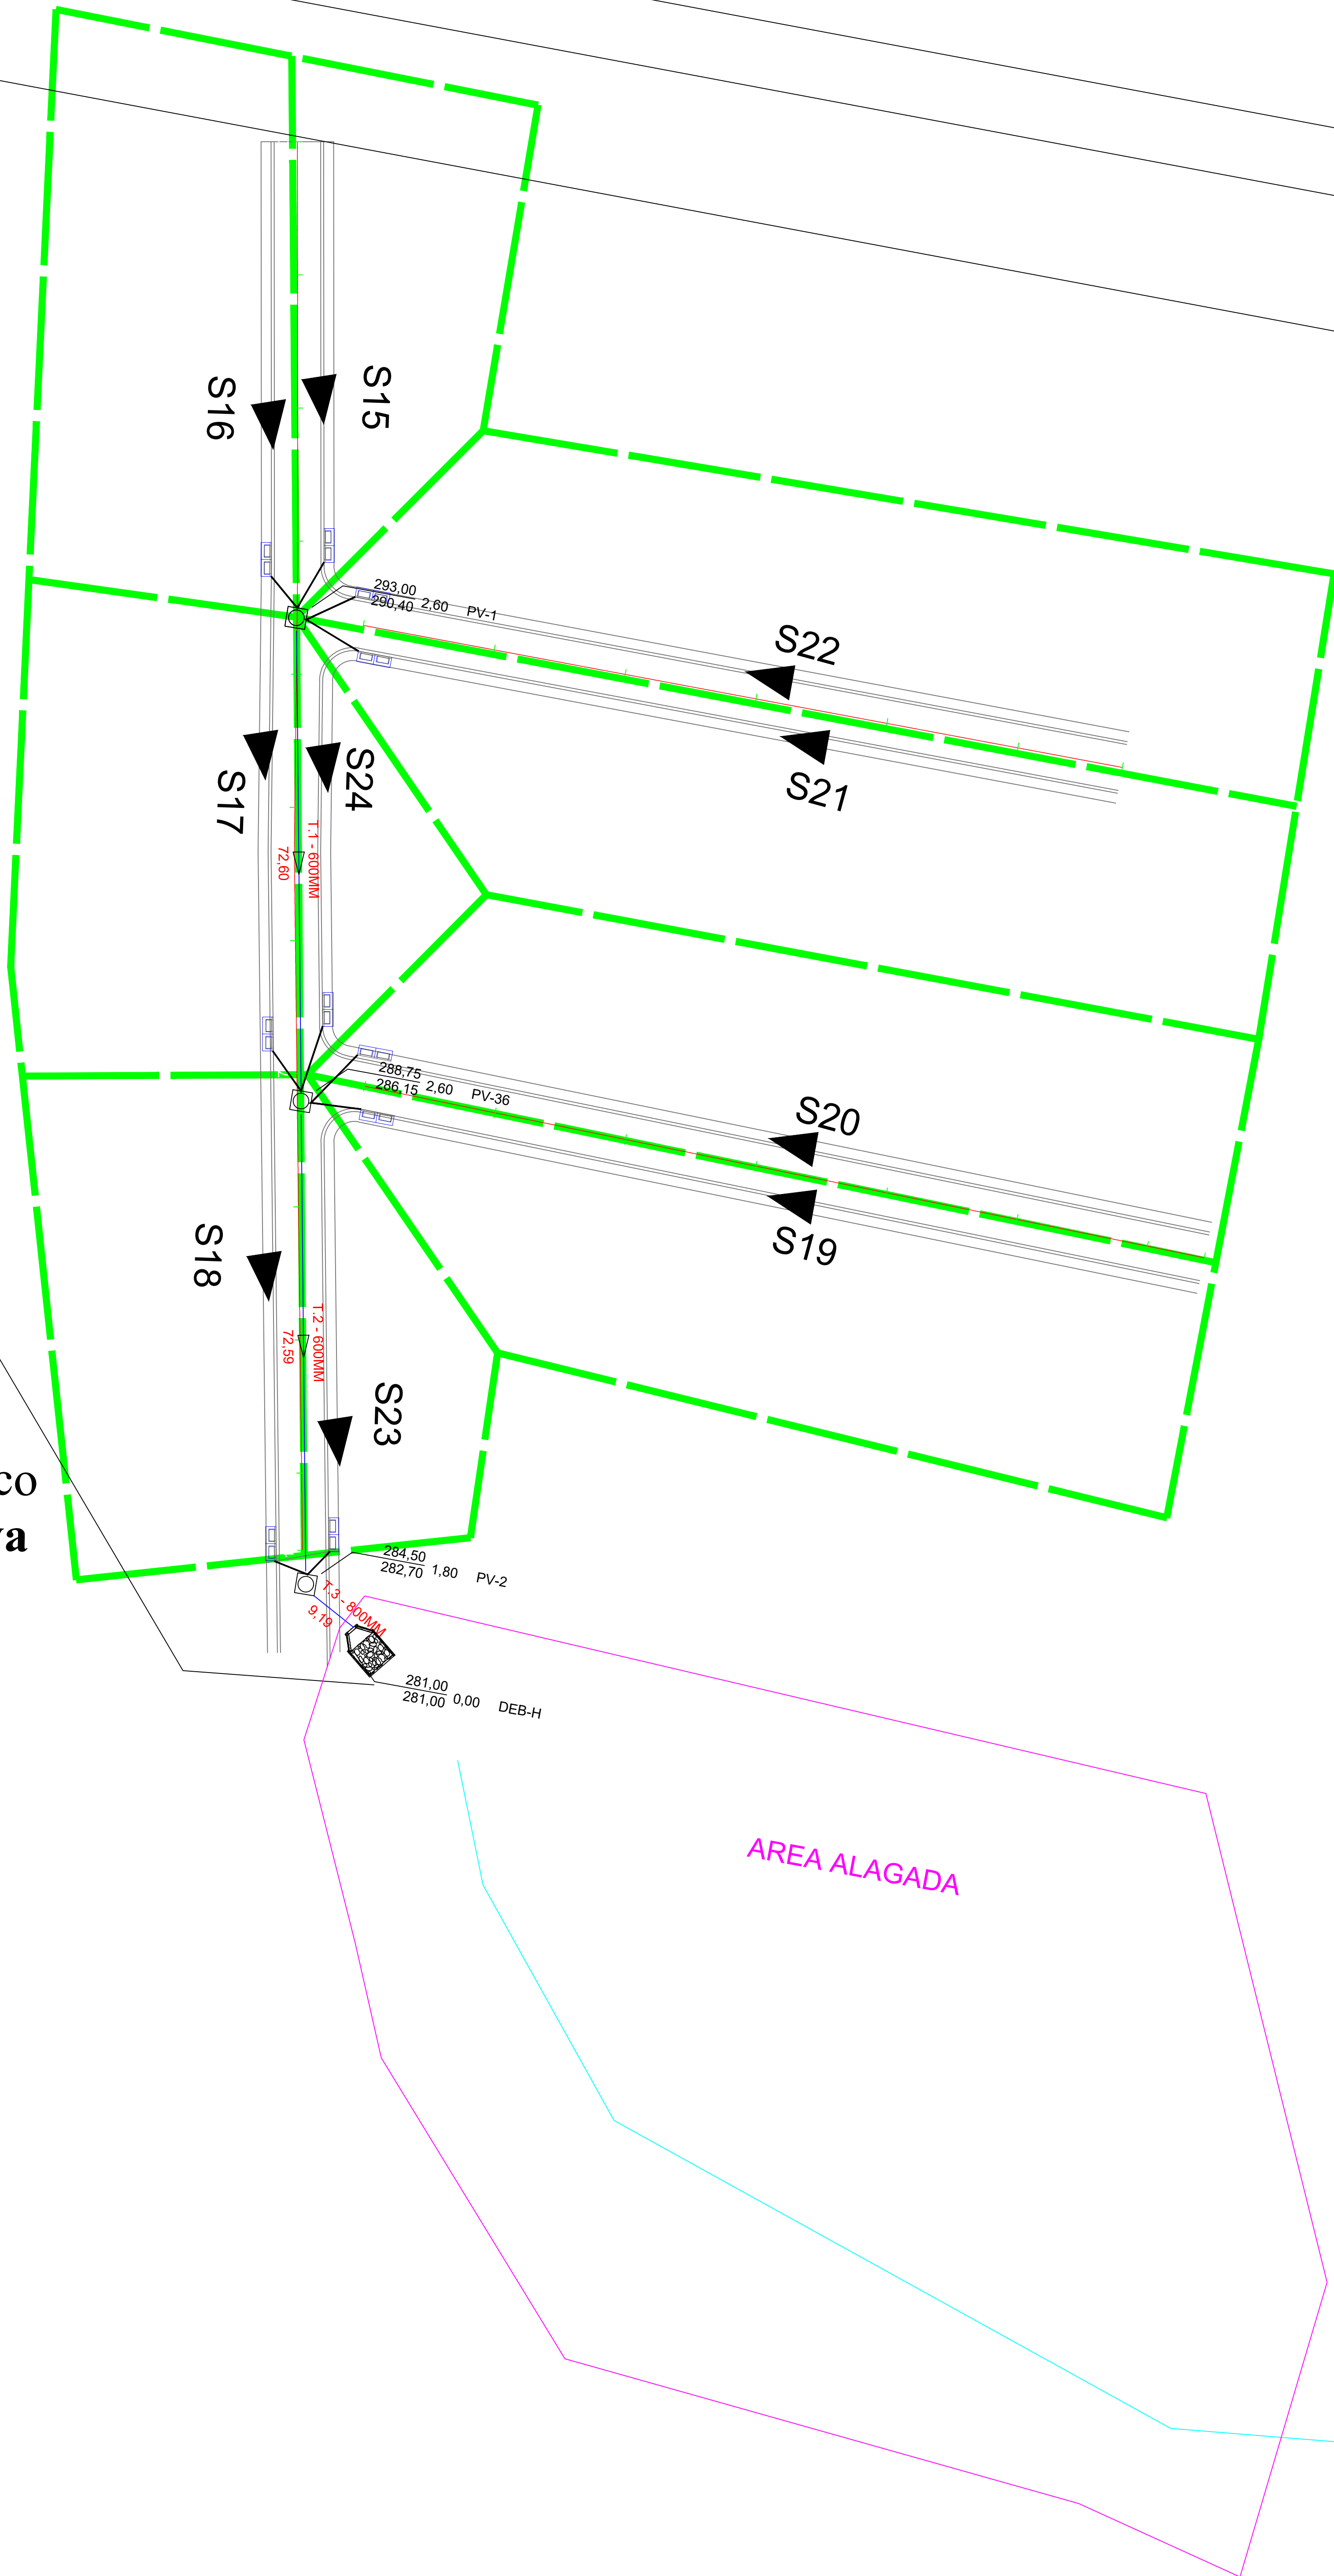 S15
S16
293,00
290,40 2,60 PV-1
S22
S21
S24
S17
T.1 - 600MM
72,60
288,75
286,15 2,60 PV-36
S20
S19
S18
T.2 - 600MM
72,59
S23
co
va
284,50
282,70 1,80 PV-2
T.3 - 800MM
9,19
281,00
281,00 0,00 DEB-H
AREA ALAGADA